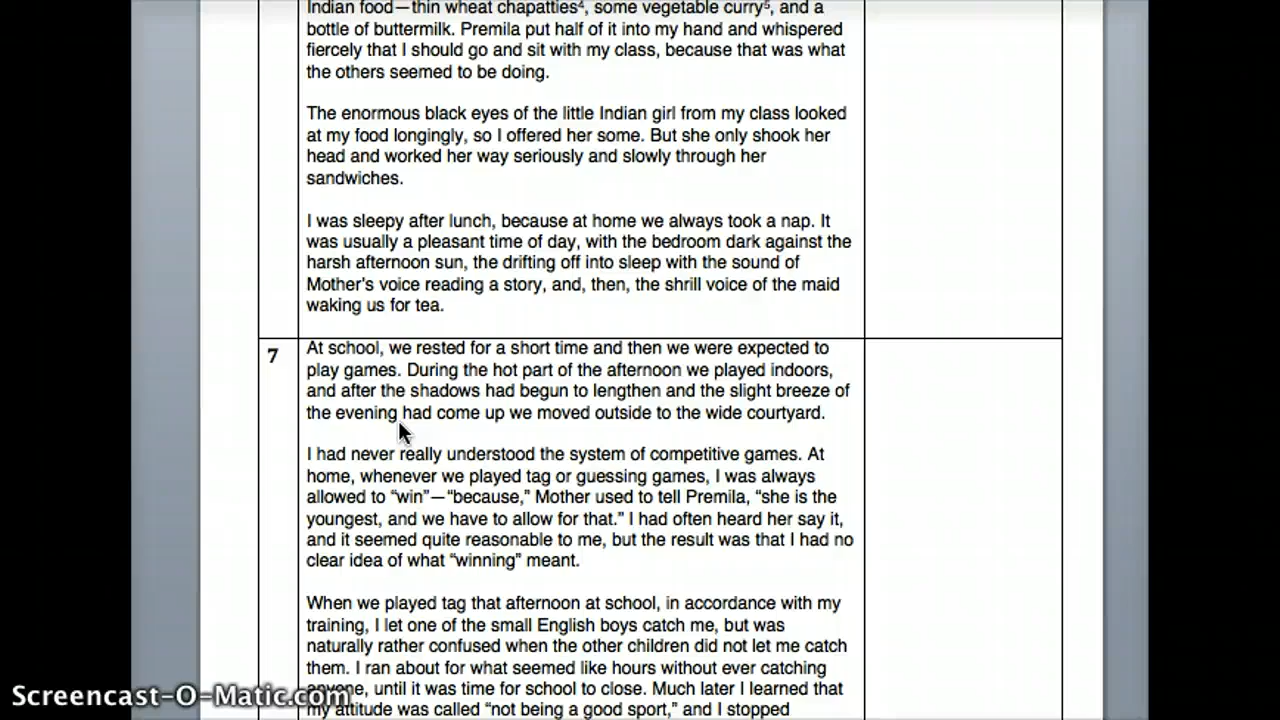 Indian food—thin wheat chapatties⁴, some vegetable curry⁵, and a
bottle of buttermilk. Premila put half of it into my hand and whispered
fiercely that I should go and sit with my class, because that was what
the others seemed to be doing.
The enormous black eyes of the little Indian girl from my class looked
at my food longingly, so I offered her some. But she only shook her
head and worked her way seriously and slowly through her
sandwiches.
I was sleepy after lunch, because at home we always took a nap. It
was usually a pleasant time of day, with the bedroom dark against the
harsh afternoon sun, the drifting off into sleep with the sound of
Mother's voice reading a story, and, then, the shrill voice of the maid
waking us for tea.
7
At school, we rested for a short time and then we were expected to
play games. During the hot part of the afternoon we played indoors,
and after the shadows had begun to lengthen and the slight breeze of
the evening had come up we moved outside to the wide courtyard.
I had never really understood the system of competitive games. At
home, whenever we played tag or guessing games, I was always
allowed to “win”—“because,” Mother used to tell Premila, “she is the
youngest, and we have to allow for that.” I had often heard her say it,
and it seemed quite reasonable to me, but the result was that I had no
clear idea of what “winning” meant.
When we played tag that afternoon at school, in accordance with my
training, I let one of the small English boys catch me, but was
naturally rather confused when the other children did not let me catch
them. I ran about for what seemed like hours without ever catching
anyone, until it was time for school to close. Much later I learned that
my attitude was called “not being a good sport,” and I stopped
Screencast-O-Matic.com